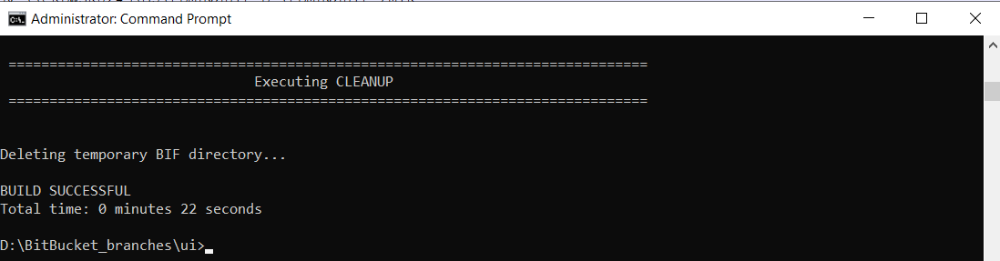 Administrator: Command Prompt
==============================================================================
Executing CLEANUP
==============================================================================
Deleting temporary BIF directory...
BUILD SUCCESSFUL
Total time: 0 minutes 22 seconds
D:\BitBucket_branches\ui>